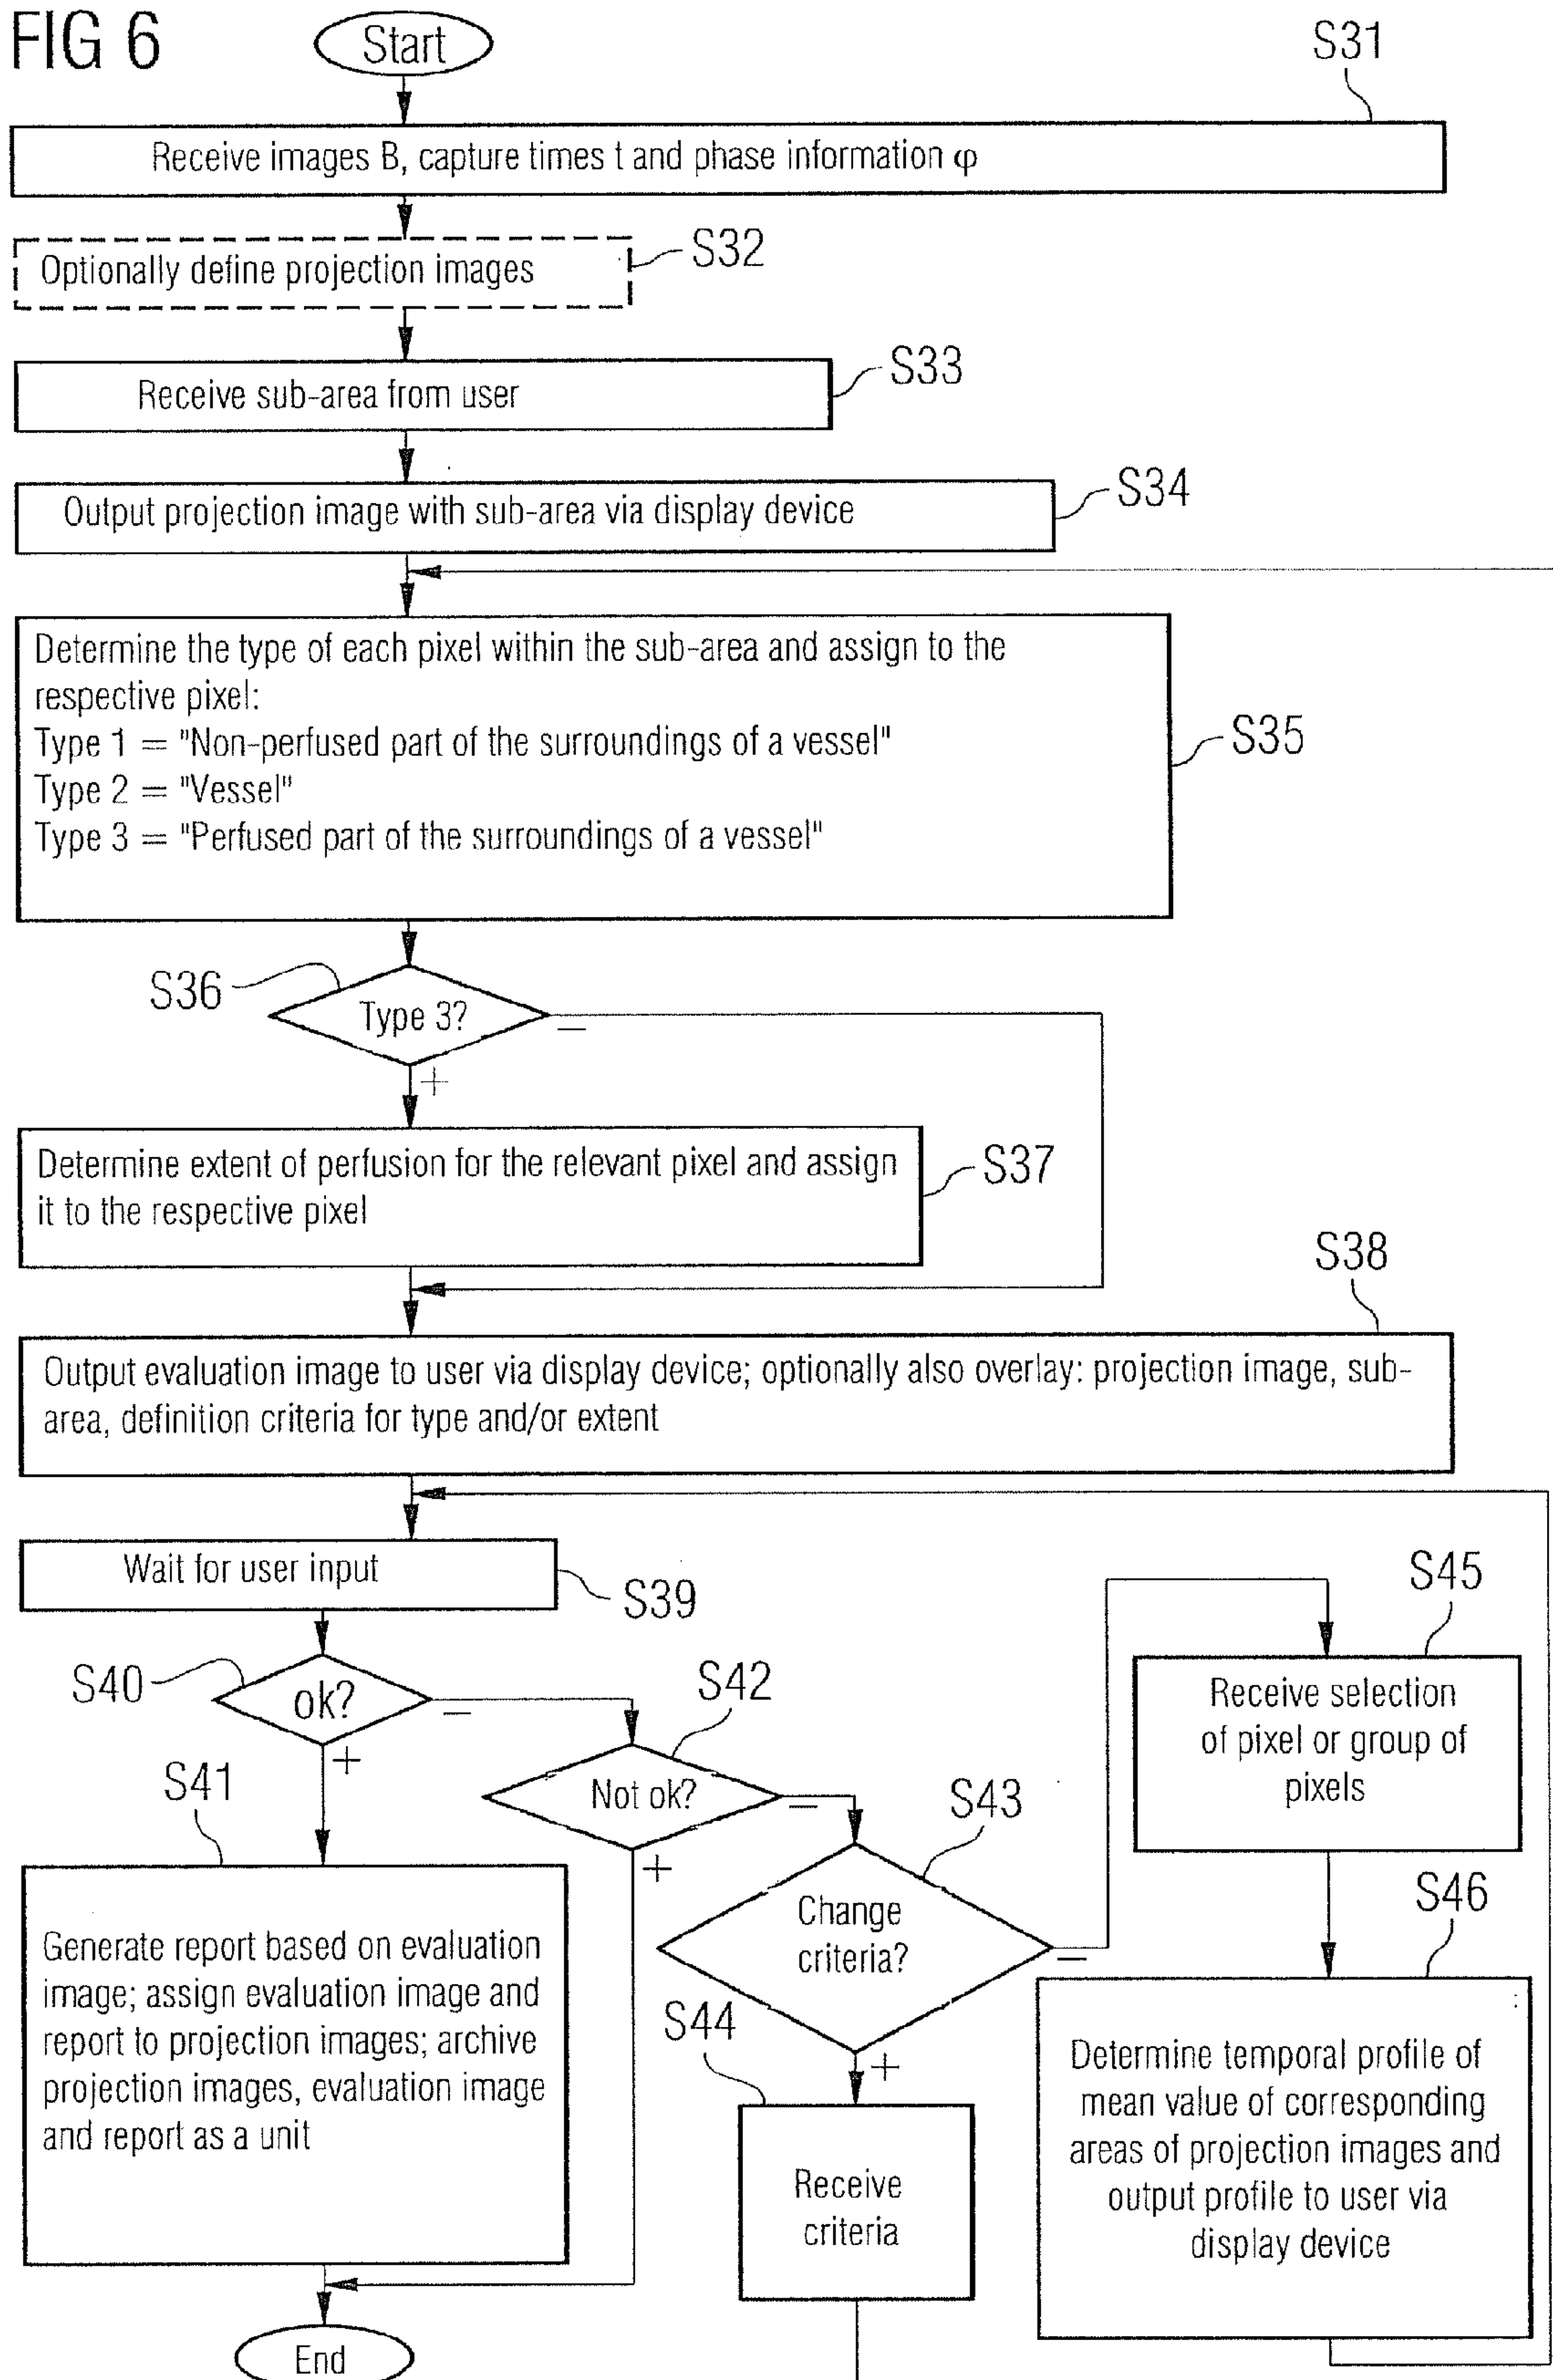 FIG 6
Start
S31
Receive images B, capture times t and phase information φ
Optionally define projection images
S32
Receive sub-area from user
S33
Output projection image with sub-area via display device
S34
Determine the type of each pixel within the sub-area and assign to the
respective pixel:
Type 1 = "Non-perfused part of the surroundings of a vessel"
Type 2 = "Vessel"
Type 3 = "Perfused part of the surroundings of a vessel"
S35
S36
Type 3?
–
+
Determine extent of perfusion for the relevant pixel and assign
it to the respective pixel
S37
S38
Output evaluation image to user via display device; optionally also overlay: projection image, sub-
area, definition criteria for type and/or extent
Wait for user input
S39
S40
ok?
–
+
S41
Generate report based on evaluation
image; assign evaluation image and
report to projection images; archive
projection images, evaluation image
and report as a unit
S42
Not ok?
–
+
S43
Change
criteria?
–
+
S44
Receive
criteria
S45
Receive selection
of pixel or group of
pixels
S46
Determine temporal profile of
mean value of corresponding
areas of projection images and
output profile to user via
display device
End